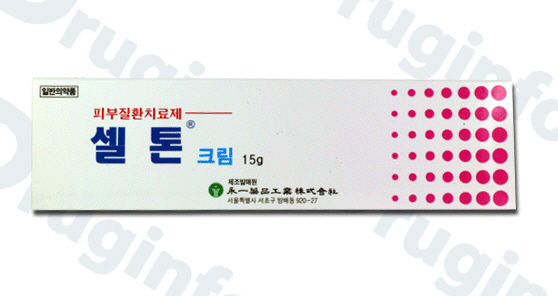 일반의약품
피부질환치료제
셀톤® 크림 15g
제조발매원
永一藥品工業株式會社
서울특별시 서초구 방배동 920-27
Druginfo